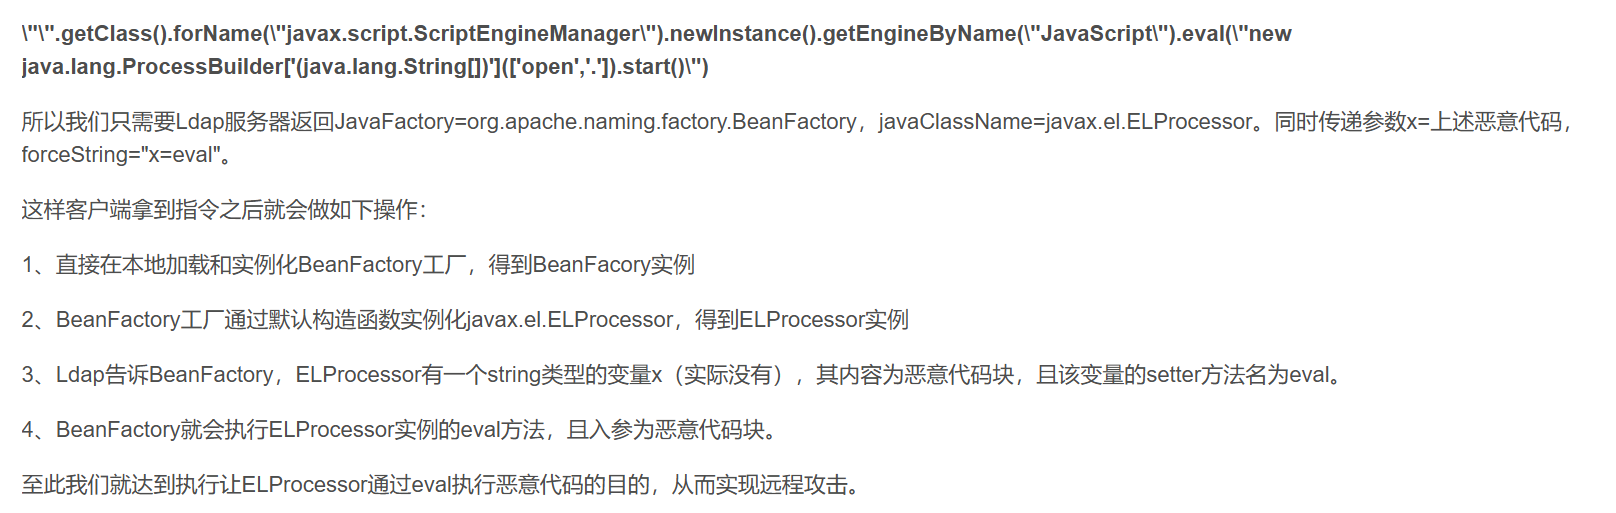 \"\".getClass().forName(\"javax.script.ScriptEngineManager\").newInstance().getEngineByName(\"JavaScript\").eval(\"new
java.lang.ProcessBuilder['(java.lang.String[])'](['open','.']).start()\")
所以我们只需要Ldap服务器返回JavaFactory=org.apache.naming.factory.BeanFactory，javaClassName=javax.el.ELProcessor。同时传递参数x=上述恶意代码，
forceString="x=eval"。
这样客户端拿到指令之后就会做如下操作：
1、直接在本地加载和实例化BeanFactory工厂，得到BeanFacory实例
2、BeanFactory工厂通过默认构造函数实例化javax.el.ELProcessor，得到ELProcessor实例
3、Ldap告诉BeanFactory，ELProcessor有一个string类型的变量x（实际没有），其内容为恶意代码块，且该变量的setter方法名为eval。
4、BeanFactory就会执行ELProcessor实例的eval方法，且入参为恶意代码块。
至此我们就达到执行让ELProcessor通过eval执行恶意代码的目的，从而实现远程攻击。